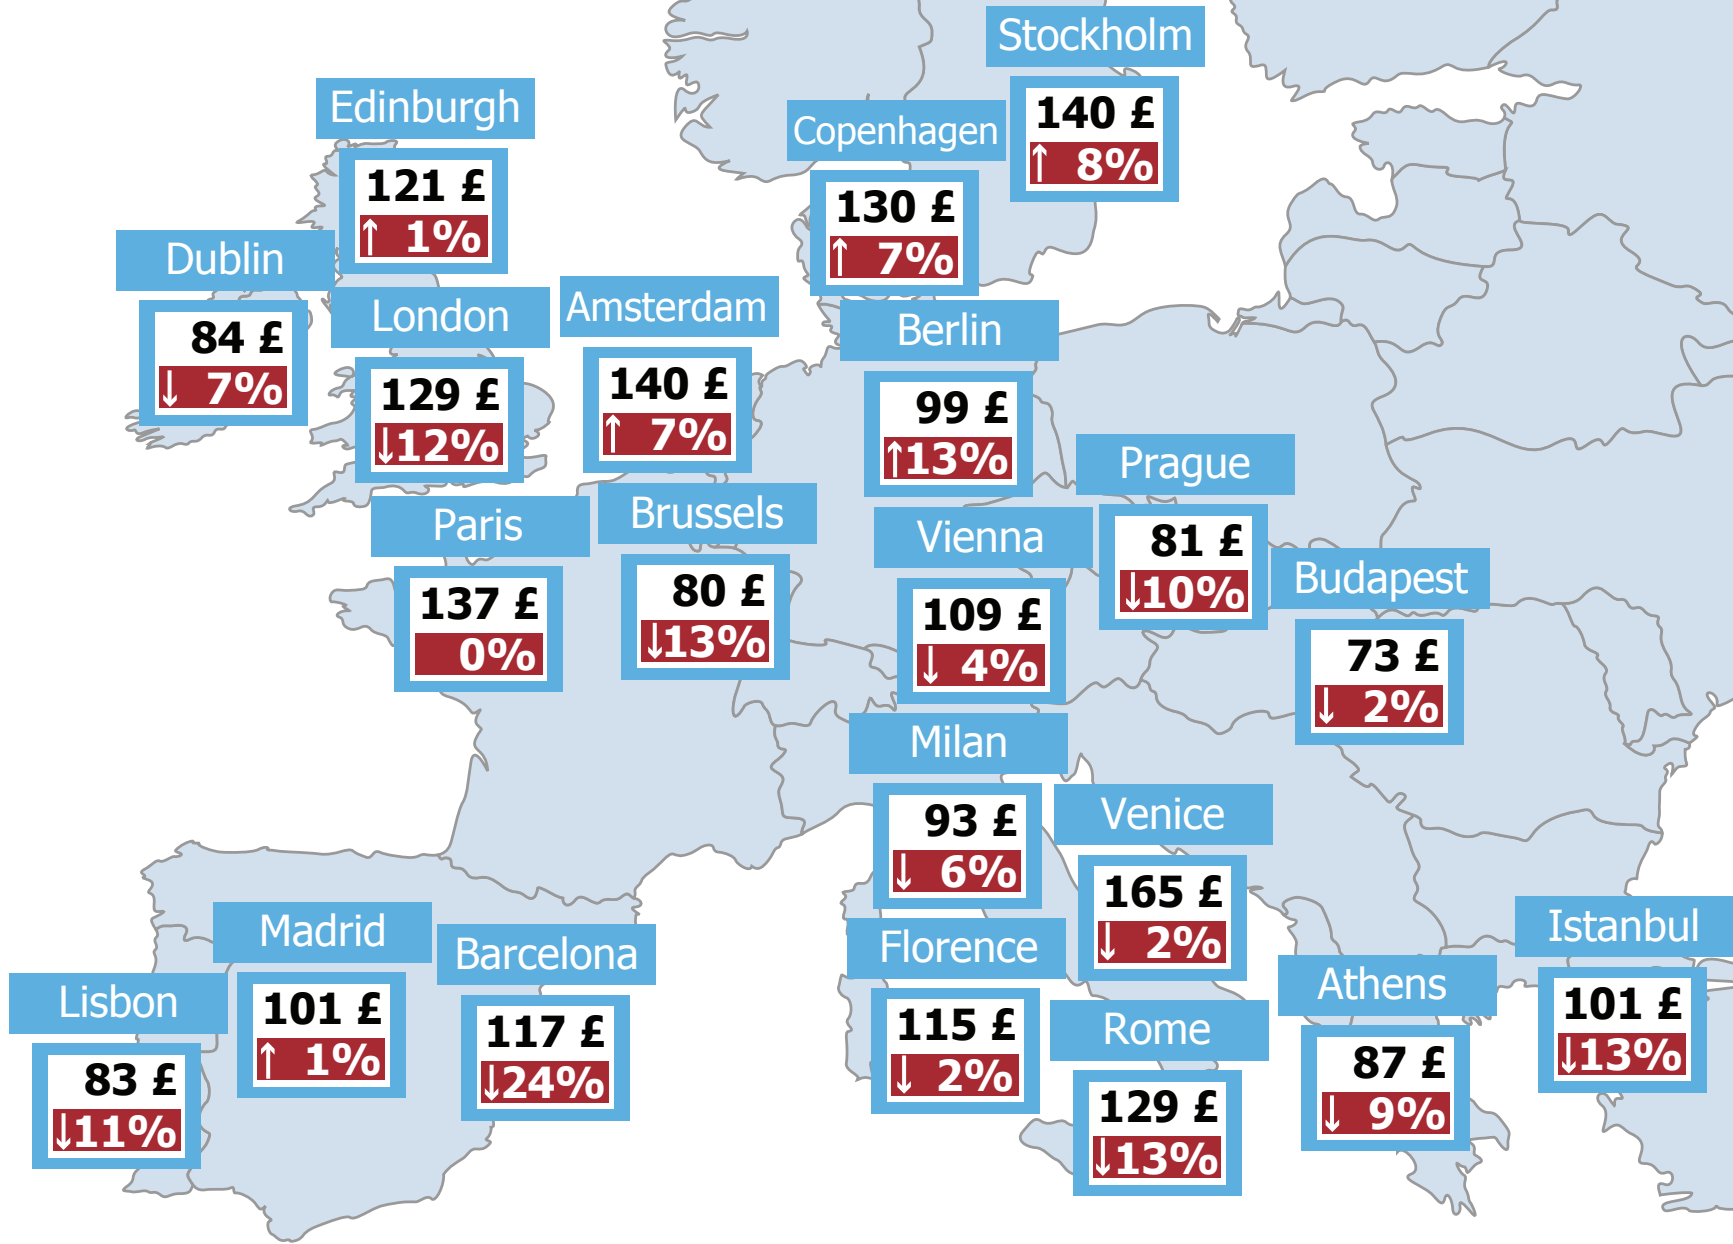 Stockholm
140 £
↑ 8%
Edinburgh
121 £
↑ 1%
Copenhagen
130 £
↑ 7%
Dublin
84 £
↓ 7%
London
129 £
↓12%
Amsterdam
140 £
↑ 7%
Berlin
99 £
↑13%
Prague
81 £
↓10%
Paris
137 £
0%
Brussels
80 £
↓13%
Vienna
109 £
↓ 4%
Budapest
73 £
↓ 2%
Milan
93 £
↓ 6%
Venice
165 £
↓ 2%
Madrid
101 £
↑ 1%
Barcelona
117 £
↓24%
Florence
115 £
↓ 2%
Istanbul
101 £
↓13%
Lisbon
83 £
↓11%
Athens
87 £
↓ 9%
Rome
129 £
↓13%